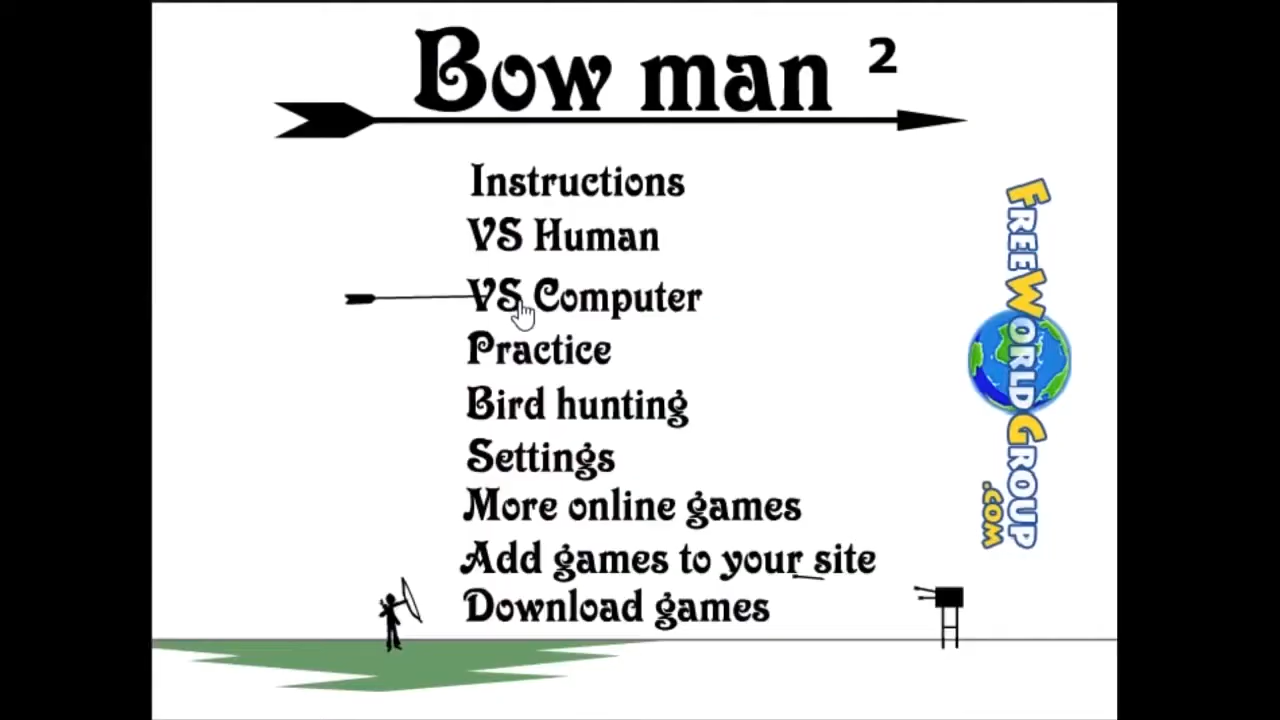 Bow man 2
Instructions
VS Human
VS Computer
Practice
Bird hunting
Settings
More online games
Add games to your site
Download games
FREEWORLDGROUP
.COM